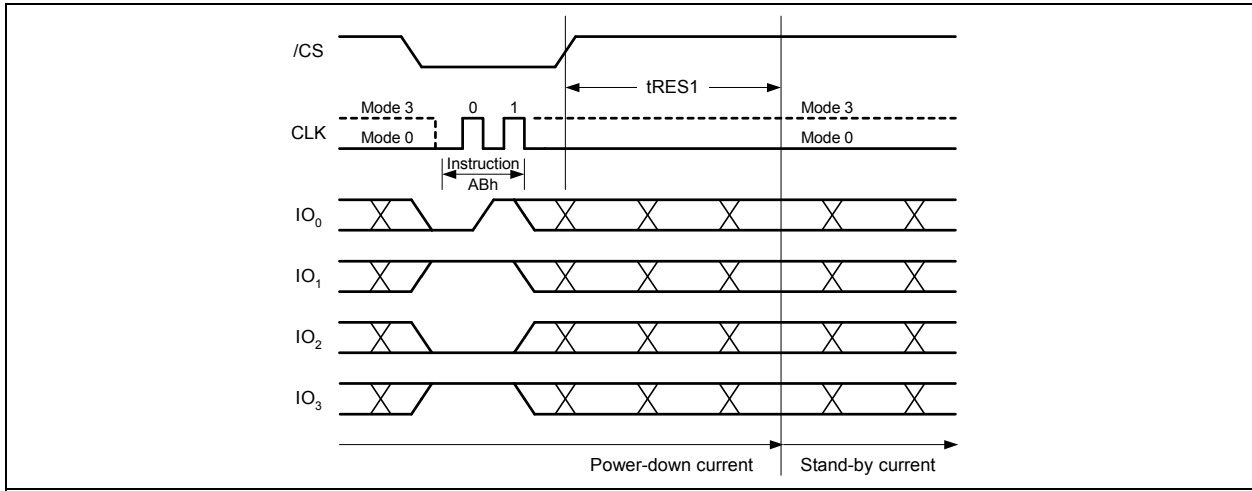 /CS
tRES1
Mode 3 0 1 Mode 3
CLK
Mode 0 Mode 0
Instruction
ABh
IO0
IO1
IO2
IO3
Power-down current Stand-by current